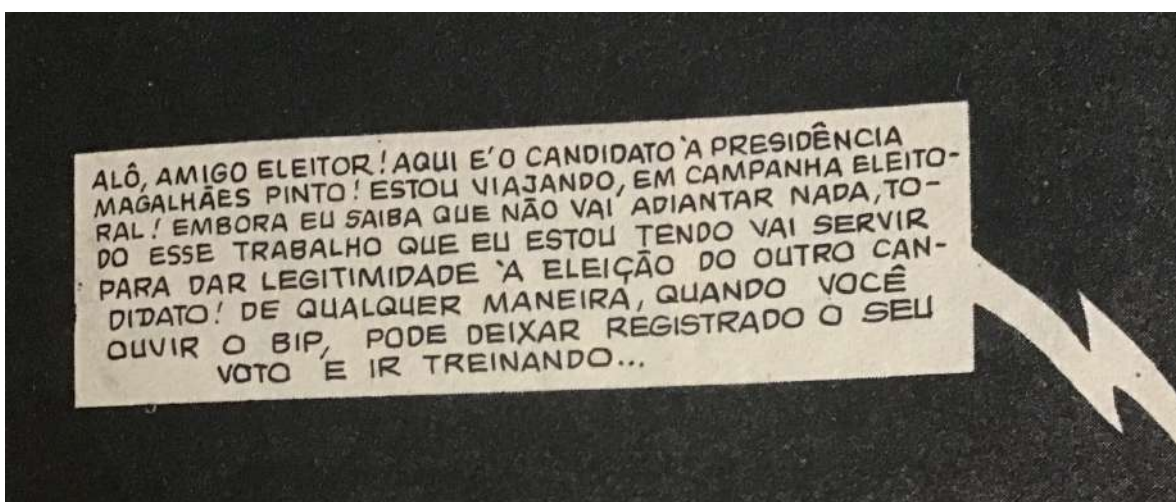 ALÔ, AMIGO ELEITOR! AQUI E' O CANDIDATO 'A PRESIDÊNCIA
MAGALHÃES PINTO! ESTOU VIAJANDO, EM CAMPANHA ELEITO-
RAL! EMBORA EU SAIBA QUE NÃO VAI ADIANTAR NADA, TO-
DO ESSE TRABALHO QUE EU ESTOU TENDO VAI SERVIR
PARA DAR LEGITIMIDADE 'A ELEIÇÃO DO OUTRO CAN-
DIDATO! DE QUALQUER MANEIRA, QUANDO VOCÊ
OUVIR O BIP, PODE DEIXAR REGISTRADO O SEU
VOTO E IR TREINANDO...